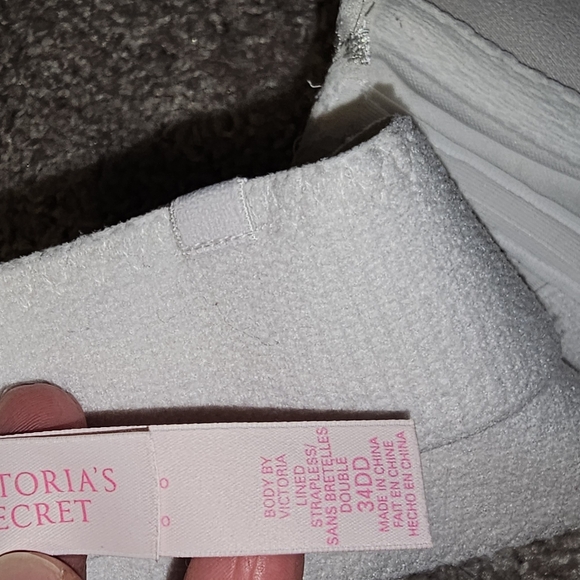 TORIA'S
ECRET
BODY BY
VICTORIA
LINED
STRAPLESS/
SANS BRETELLES
DOUBLE
34DD
MADE IN CHINA
FAIT EN CHINE
HECHO EN CHINA